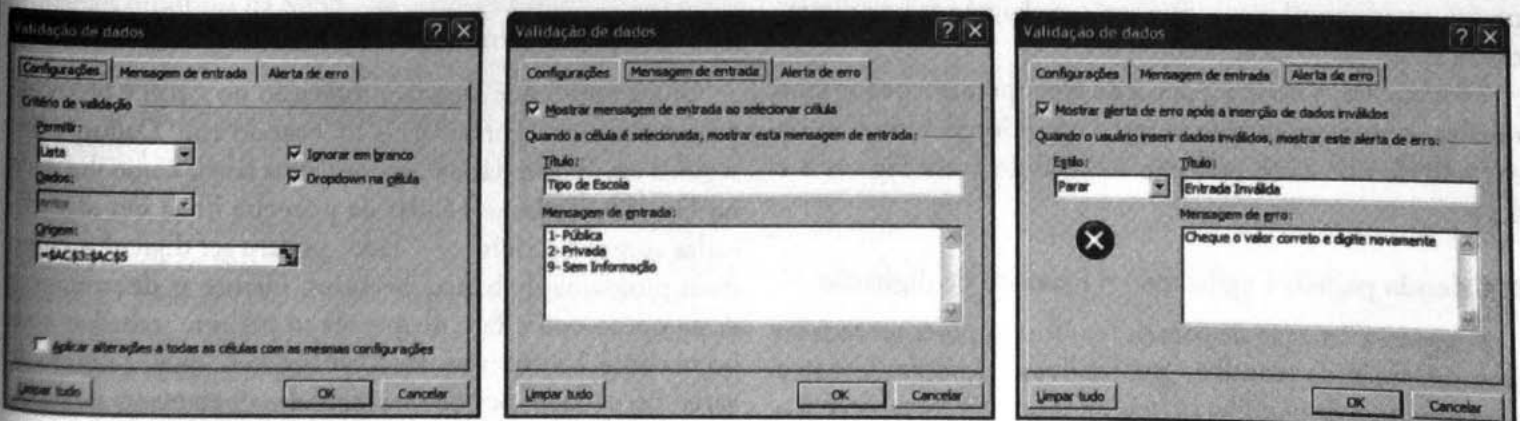 Validação de dados
Configurações Mensagem de entrada Alerta de erro
Critério de validação
Permitir:
Lista
Ignorar em branco
Dados:
Dropdown na célula
entre
Origem:
=$AC$3:$AC$5
Aplicar alterações a todas as células com as mesmas configurações
Limpar tudo OK Cancelar
Validação de dados
Configurações Mensagem de entrada Alerta de erro
Mostrar mensagem de entrada ao selecionar célula
Quando a célula é selecionada, mostrar esta mensagem de entrada:
Título:
Tipo de Escola
Mensagem de entrada:
1- Pública
2- Privada
9- Sem Informação
Limpar tudo OK Cancelar
Validação de dados
Configurações Mensagem de entrada Alerta de erro
Mostrar alerta de erro após a inserção de dados inválidos
Quando o usuário inserir dados inválidos, mostrar este alerta de erro:
Estilo: Título:
Parar Entrada Inválida
Mensagem de erro:
Cheque o valor correto e digite novamente
Limpar tudo OK Cancelar